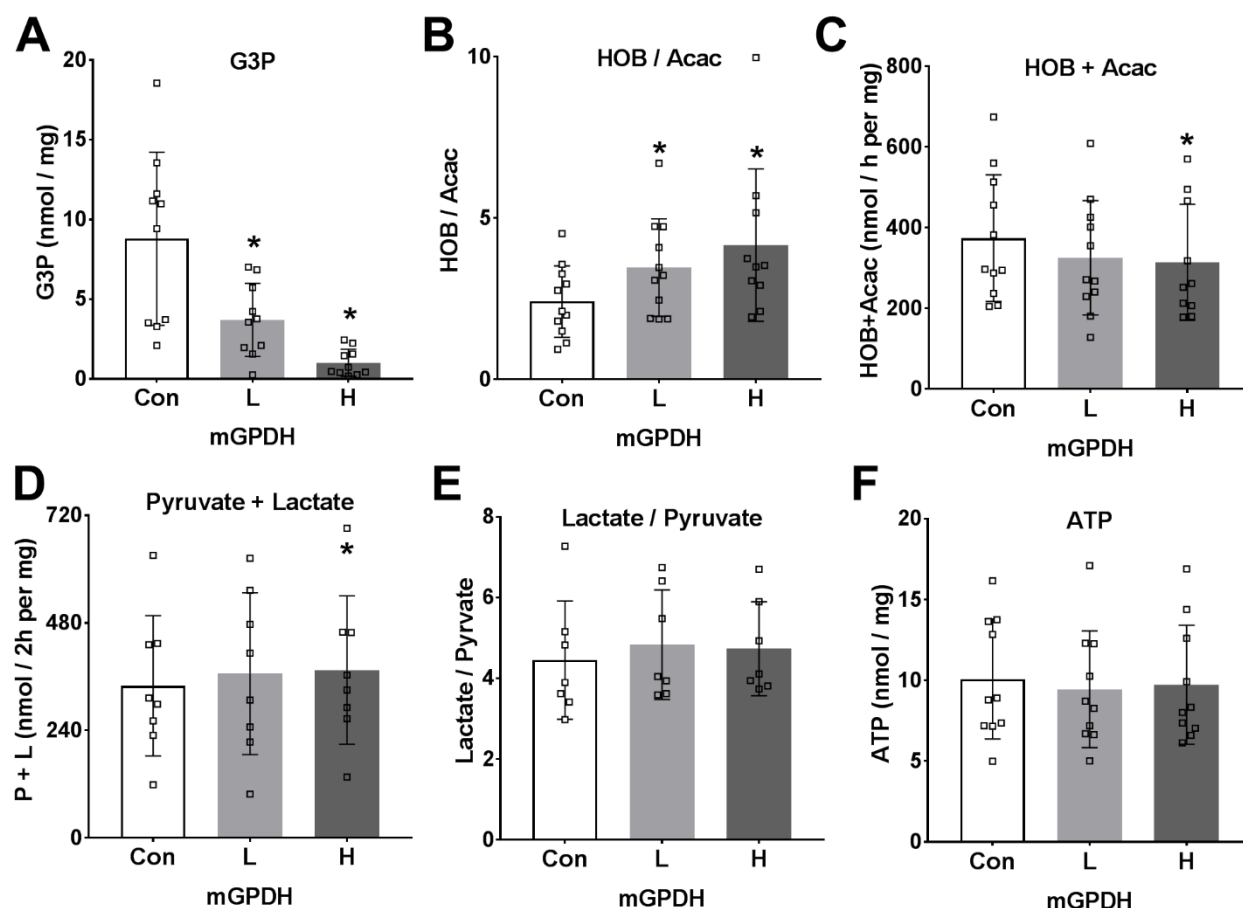 A
G3P
G3P (nmol / mg)
20
15
10
5
0
*
*
Con
L
H
mGPDH
B
HOB / Acac
HOB / Acac
10
5
0
*
*
Con
L
H
mGPDH
C
HOB + Acac
HOB+Acac (nmol / h per mg)
800
600
400
200
0
*
Con
L
H
mGPDH
D
Pyruvate + Lactate
P + L (nmol / 2h per mg)
720
480
240
0
*
Con
L
H
mGPDH
E
Lactate / Pyruvate
Lactate / Pyrvate
8
6
4
2
0
Con
L
H
mGPDH
F
ATP
ATP (nmol / mg)
20
15
10
5
0
Con
L
H
mGPDH